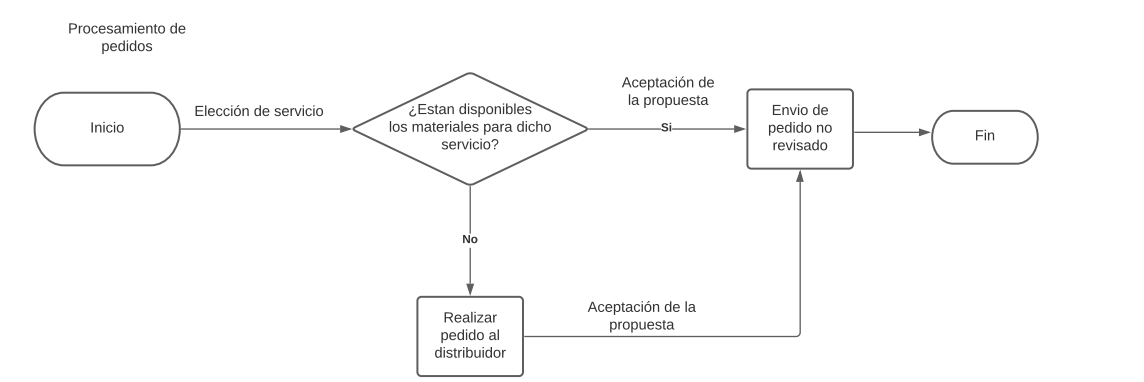 Procesamiento de
pedidos
Inicio
Elección de servicio
¿Estan disponibles
los materiales para dicho
servicio?
Aceptación de
la propuesta
Si
Envio de
pedido no
revisado
Fin
No
Realizar
pedido al
distribuidor
Aceptación de la
propuesta